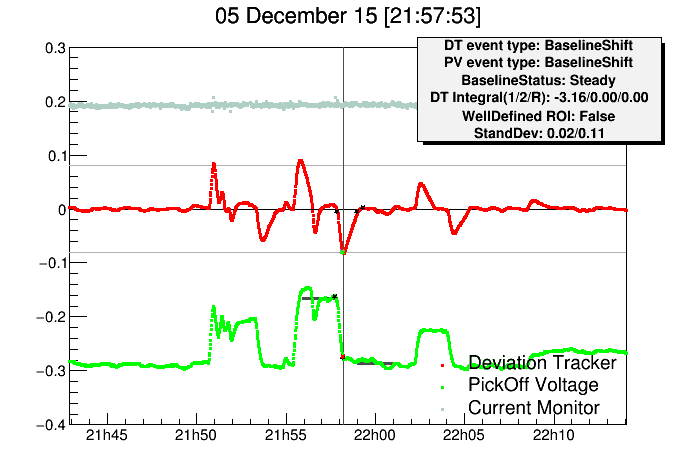 05 December 15 [21:57:53]
DT event type: BaselineShift
PV event type: BaselineShift
BaselineStatus: Steady
DT Integral(1/2/R): -3.16/0.00/0.00
WellDefined ROI: False
StandDev: 0.02/0.11
0.3
0.2
0.1
0
−0.1
−0.2
−0.3
−0.4
Deviation Tracker
PickOff Voltage
Current Monitor
21h45 21h50 21h55 22h00 22h05 22h10